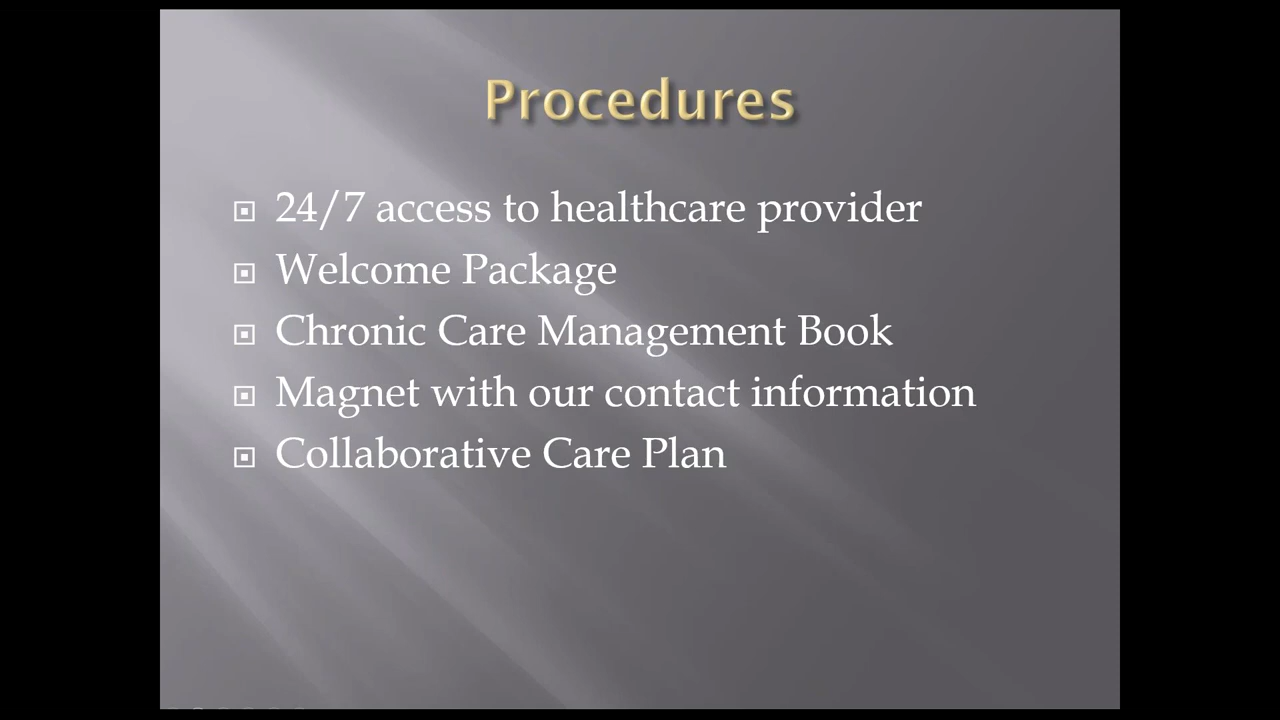 Procedures
24/7 access to healthcare provider
Welcome Package
Chronic Care Management Book
Magnet with our contact information
Collaborative Care Plan